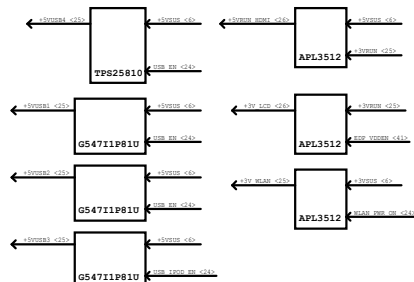 +5VUSB4 <25>
+5VSUS <6>
TPS25810
USB_EN <24>
+5VUSB1 <25>
+5VSUS <6>
G547I1P81U
USB_EN <24>
+5VUSB2 <25>
+5VSUS <6>
G547I1P81U
USB_EN <24>
+5VUSB3 <25>
+5VSUS <6>
G547I1P81U
USB_IPOD_EN <24>
+5VRUN_HDMI <26>
+5VSUS <6>
APL3512
+3VRUN <25>
+3V_LCD <26>
+3VRUN <25>
APL3512
EDP_VDDEN <41>
+3V_WLAN <25>
+3VSUS <6>
APL3512
WLAN_PWR_ON <24>